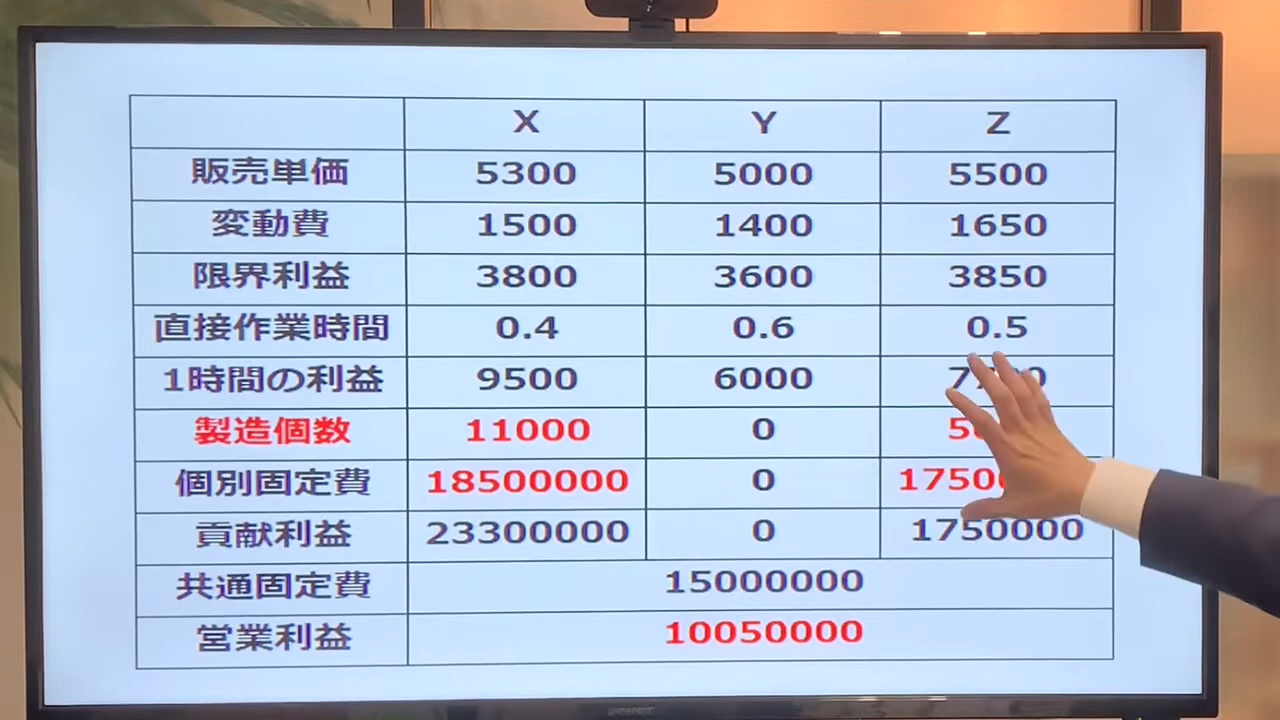 X Y Z
販売単価 5300 5000 5500
変動費 1500 1400 1650
限界利益 3800 3600 3850
直接作業時間 0.4 0.6 0.5
1時間の利益 9500 6000
製造個数 11000 0
個別固定費 18500000 0
貢献利益 23300000 0 1750000
共通固定費 15000000
営業利益 10050000